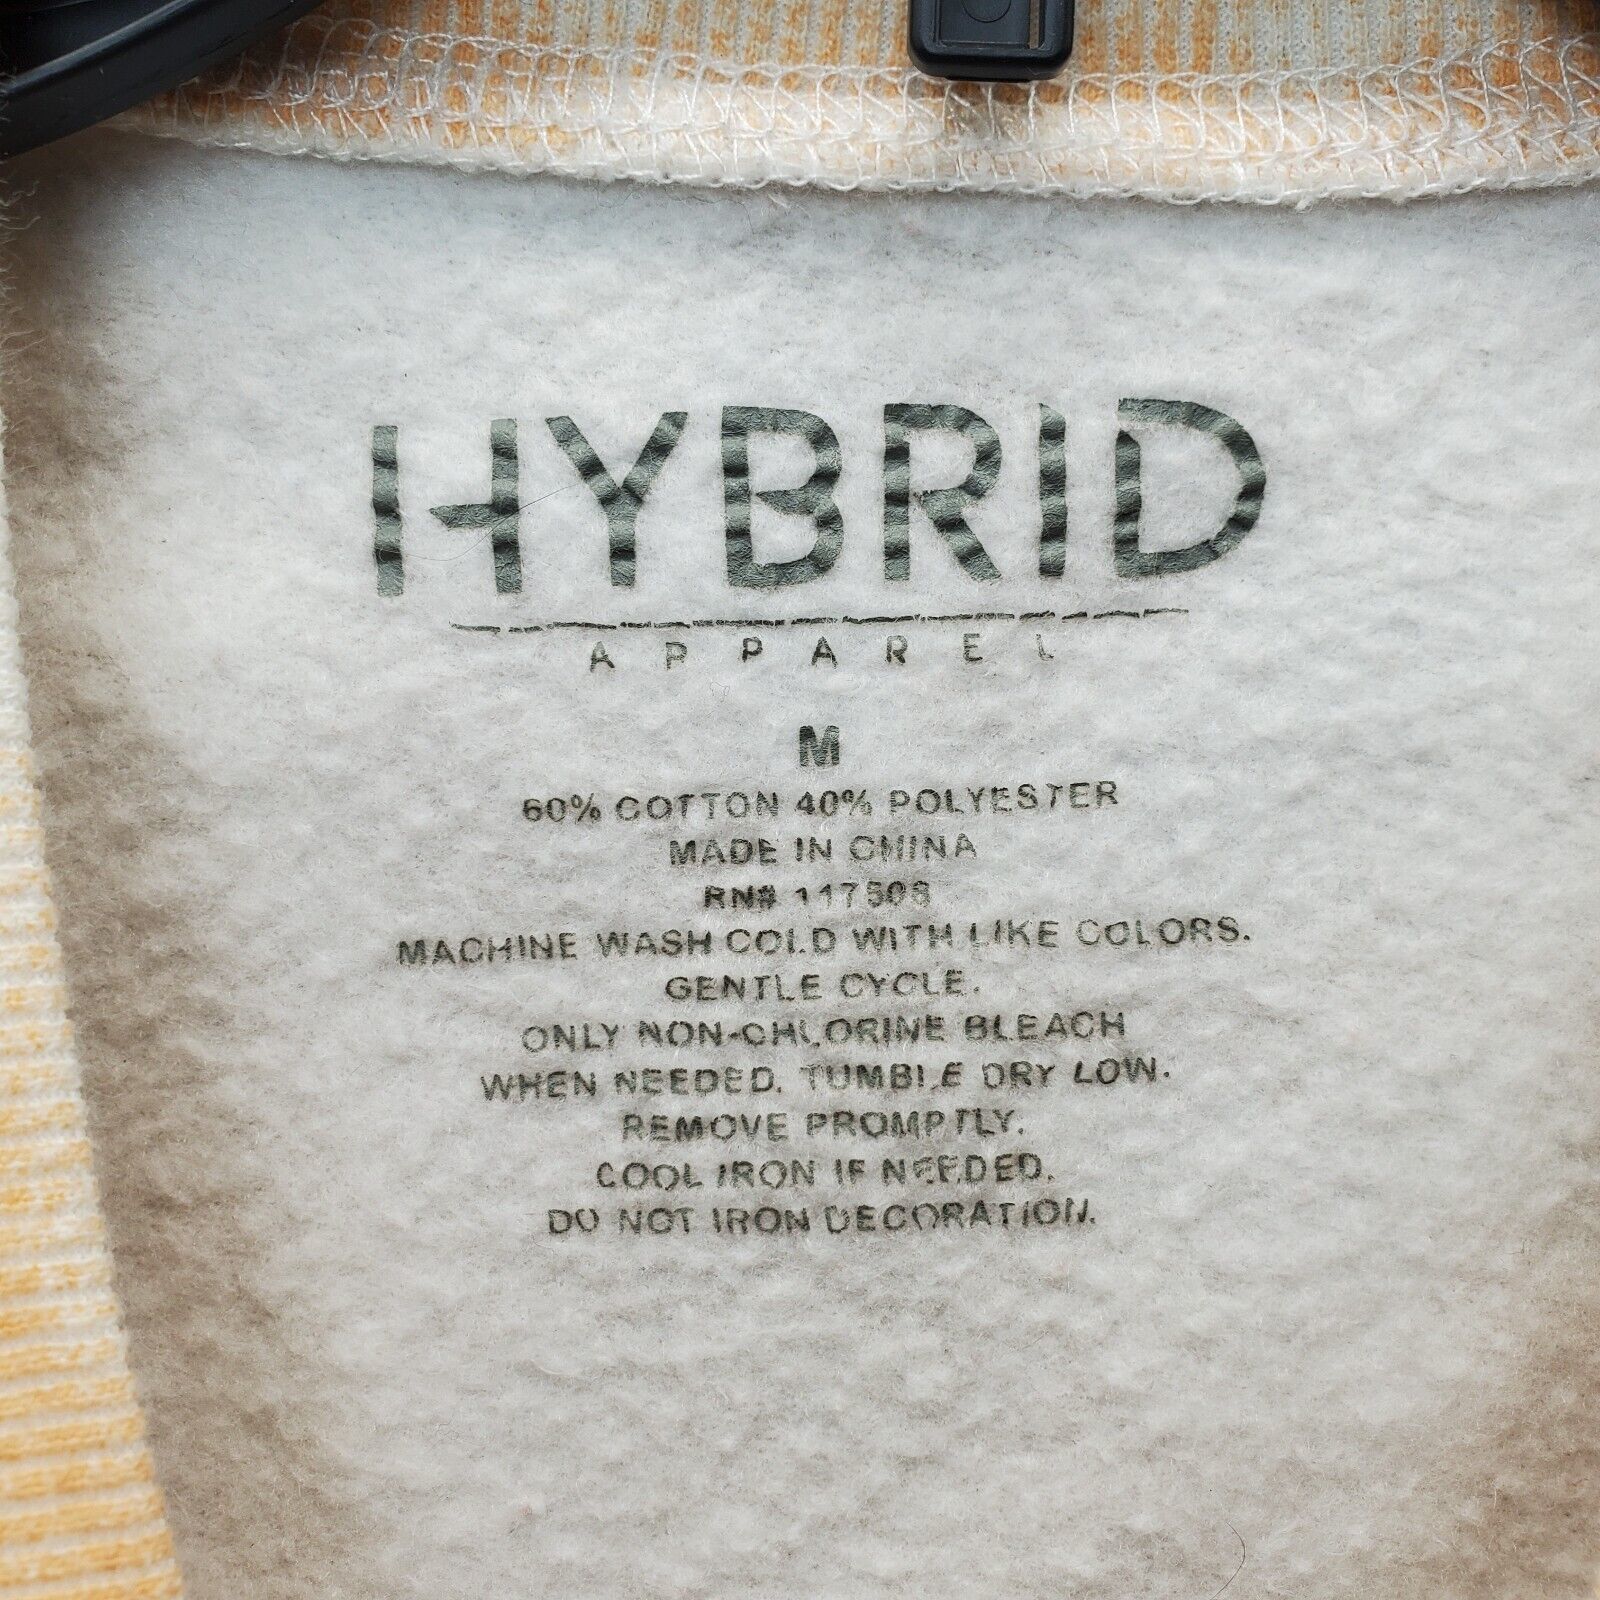 HYBRID
APPAREL
M
60% COTTON 40% POLYESTER
MADE IN CHINA
RN# 117508
MACHINE WASH COLD WITH LIKE COLORS.
GENTLE CYCLE.
ONLY NON-CHLORINE BLEACH
WHEN NEEDED. TUMBLE DRY LOW.
REMOVE PROMPTLY.
COOL IRON IF NEEDED.
DO NOT IRON DECORATION.